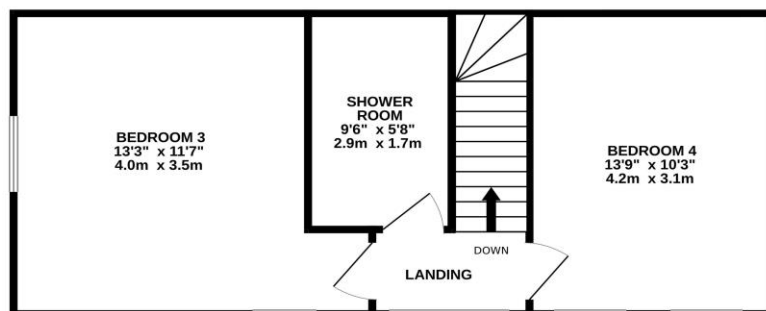 BEDROOM 3
13'3" x 11'7"
4.0m x 3.5m
SHOWER
ROOM
9'6" x 5'8"
2.9m x 1.7m
BEDROOM 4
13'9" x 10'3"
4.2m x 3.1m
DOWN
LANDING